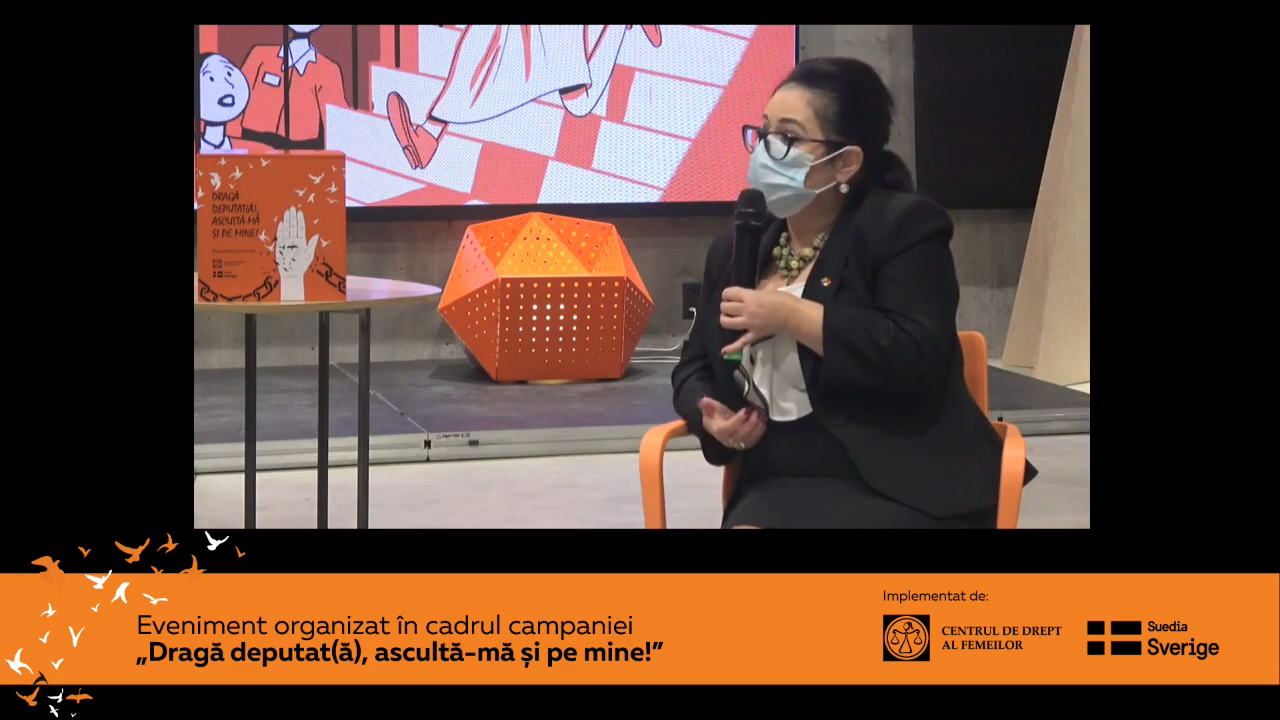 DRAGĂ
DEPUTAT(Ă),
ASCULTĂ-MĂ
ȘI PE MINE!
Sverige
Eveniment organizat în cadrul campaniei
„Dragă deputat(ă), ascultă-mă și pe mine!”
Implementat de:
CENTRUL DE DREPT
AL FEMEILOR
Suedia
Sverige